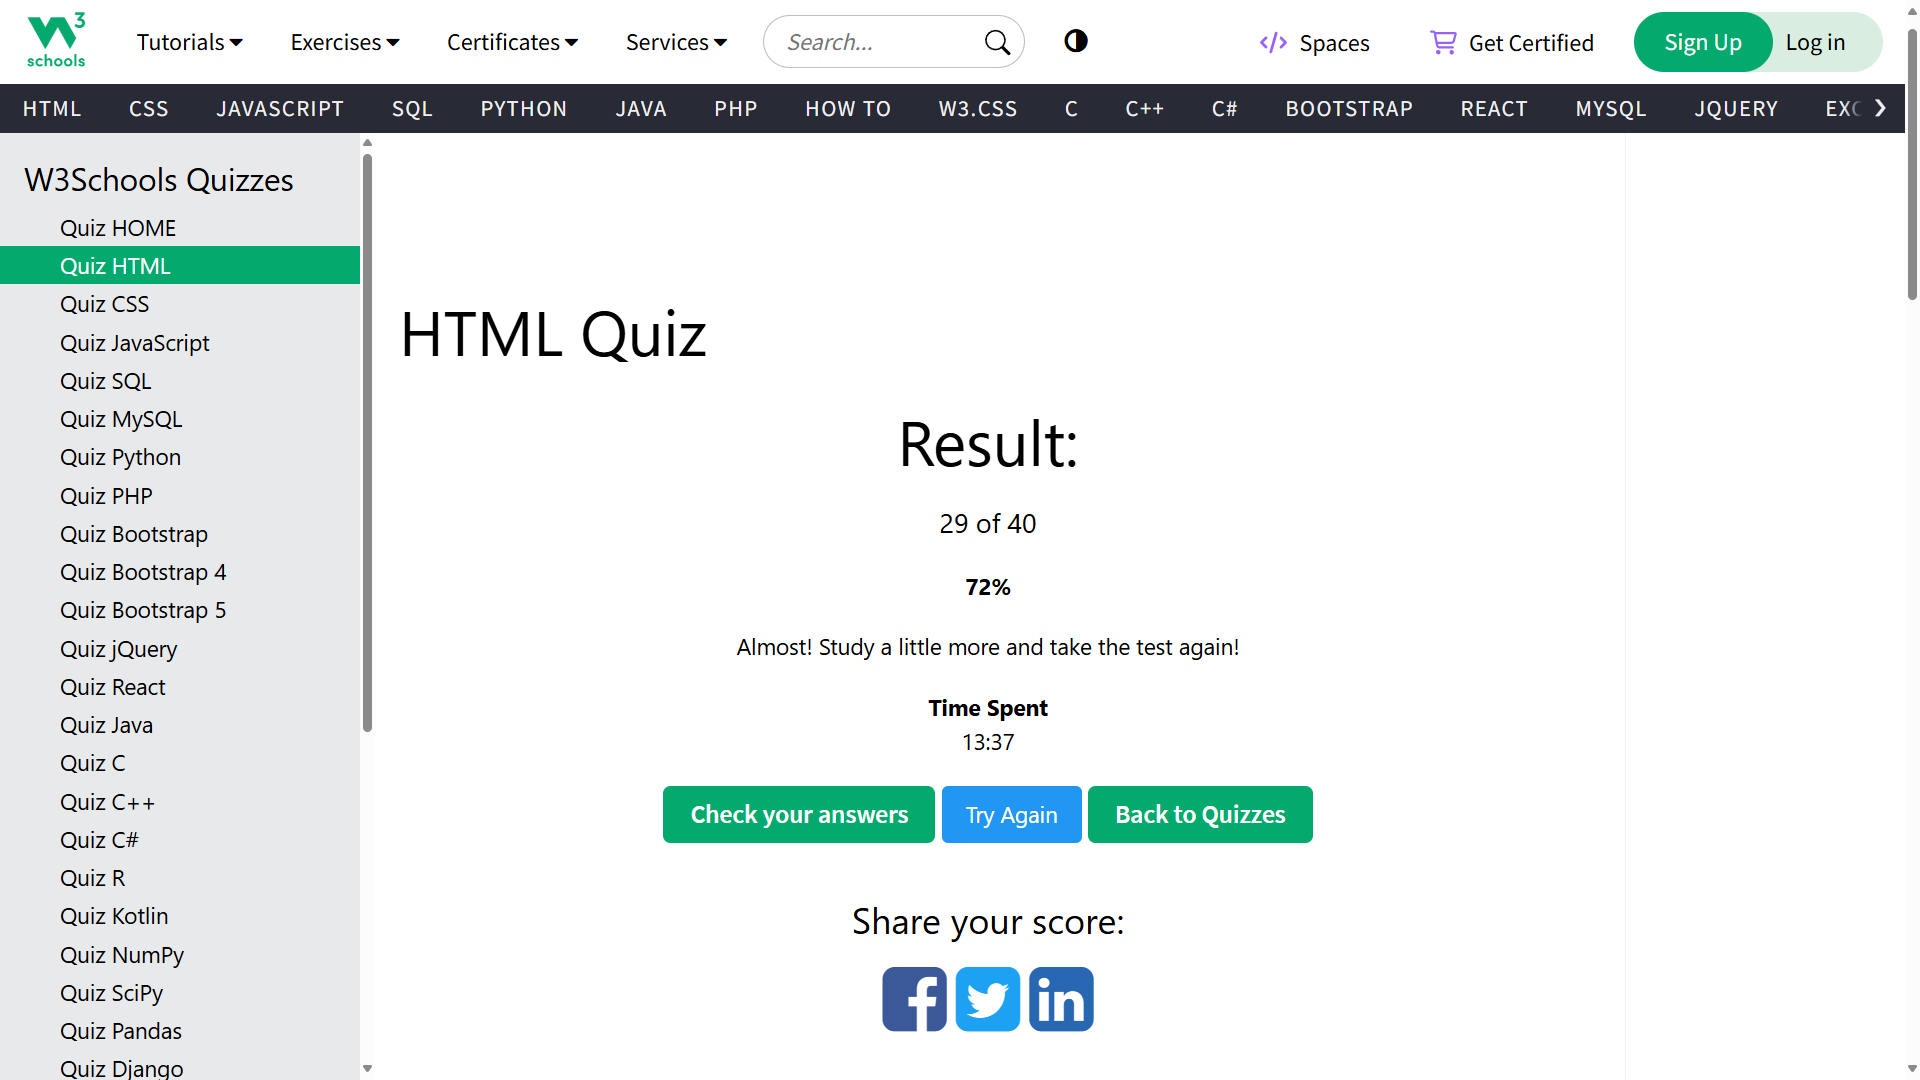 W3 schools
Tutorials Exercises Certificates Services Search... Spaces Get Certified Sign Up Log in
HTML CSS JAVASCRIPT SQL PYTHON JAVA PHP HOW TO W3.CSS C C++ C# BOOTSTRAP REACT MYSQL JQUERY
W3Schools Quizzes
Quiz HOME
Quiz HTML
Quiz CSS
Quiz JavaScript
Quiz SQL
Quiz MySQL
Quiz Python
Quiz PHP
Quiz Bootstrap
Quiz Bootstrap 4
Quiz Bootstrap 5
Quiz jQuery
Quiz React
Quiz Java
Quiz C
Quiz C++
Quiz C#
Quiz R
Quiz Kotlin
Quiz NumPy
Quiz SciPy
Quiz Pandas
Quiz Django
HTML Quiz
Result:
29 of 40
72%
Almost! Study a little more and take the test again!
Time Spent
13:37
Check your answers Try Again Back to Quizzes
Share your score: